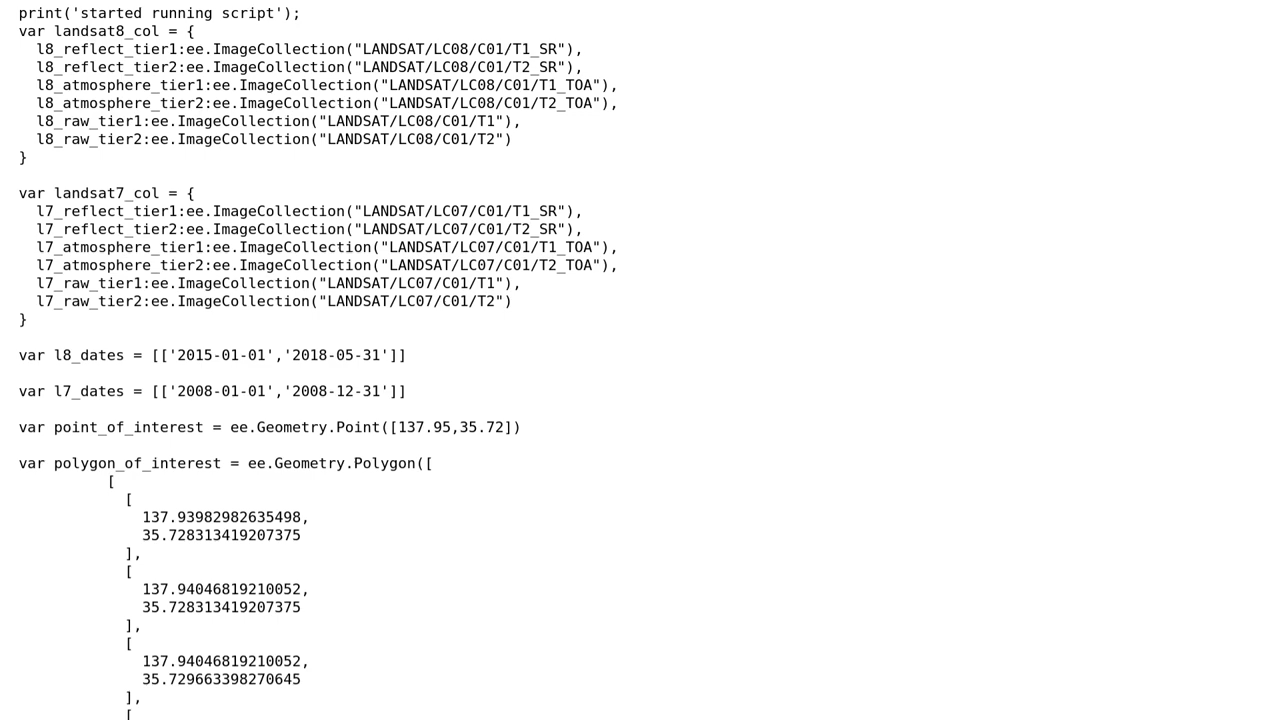 print('started running script');
var landsat8_col = {
  l8_reflect_tier1:ee.ImageCollection("LANDSAT/LC08/C01/T1_SR"),
  l8_reflect_tier2:ee.ImageCollection("LANDSAT/LC08/C01/T2_SR"),
  l8_atmosphere_tier1:ee.ImageCollection("LANDSAT/LC08/C01/T1_TOA"),
  l8_atmosphere_tier2:ee.ImageCollection("LANDSAT/LC08/C01/T2_TOA"),
  l8_raw_tier1:ee.ImageCollection("LANDSAT/LC08/C01/T1"),
  l8_raw_tier2:ee.ImageCollection("LANDSAT/LC08/C01/T2")
}

var landsat7_col = {
  l7_reflect_tier1:ee.ImageCollection("LANDSAT/LC07/C01/T1_SR"),
  l7_reflect_tier2:ee.ImageCollection("LANDSAT/LC07/C01/T2_SR"),
  l7_atmosphere_tier1:ee.ImageCollection("LANDSAT/LC07/C01/T1_TOA"),
  l7_atmosphere_tier2:ee.ImageCollection("LANDSAT/LC07/C01/T2_TOA"),
  l7_raw_tier1:ee.ImageCollection("LANDSAT/LC07/C01/T1"),
  l7_raw_tier2:ee.ImageCollection("LANDSAT/LC07/C01/T2")
}

var l8_dates = [['2015-01-01','2018-05-31']]

var l7_dates = [['2008-01-01','2008-12-31']]

var point_of_interest = ee.Geometry.Point([137.95,35.72])

var polygon_of_interest = ee.Geometry.Polygon([
          [
            [
              137.93982982635498,
              35.728313419207375
            ],
            [
              137.94046819210052,
              35.728313419207375
            ],
            [
              137.94046819210052,
              35.729663398270645
            ],
            [